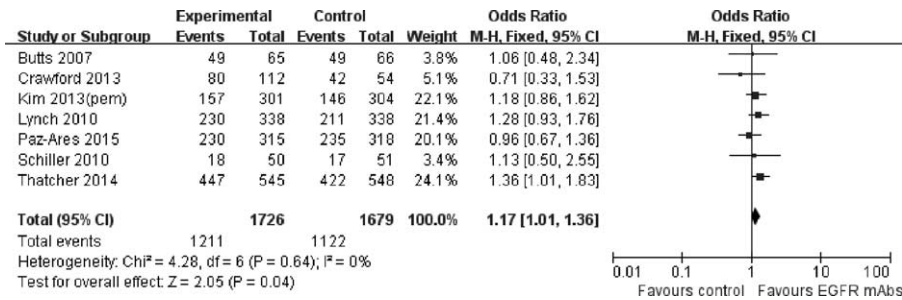 Experimental Control Odds Ratio Odds Ratio
Study or Subgroup Events Total Events Total Weight M-H, Fixed, 95% CI M-H, Fixed, 95% CI
Butts 2007 49 65 49 66 3.8% 1.06 [0.48, 2.34]
Crawford 2013 80 112 42 54 5.1% 0.71 [0.33, 1.53]
Kim 2013(pem) 157 301 146 304 22.1% 1.18 [0.86, 1.62]
Lynch 2010 230 338 211 338 21.4% 1.28 [0.93, 1.76]
Paz-Ares 2015 230 315 235 318 20.1% 0.96 [0.67, 1.36]
Schiller 2010 18 50 17 51 3.4% 1.13 [0.50, 2.55]
Thatcher 2014 447 545 422 548 24.1% 1.36 [1.01, 1.83]
Total (95% CI) 1726 1679 100.0% 1.17 [1.01, 1.36]
Total events 1211 1122
Heterogeneity: Chi² = 4.28, df = 6 (P = 0.64); I² = 0%
Test for overall effect: Z = 2.05 (P = 0.04)
0.01 0.1 1 10 100
Favours control Favours EGFR mAbs